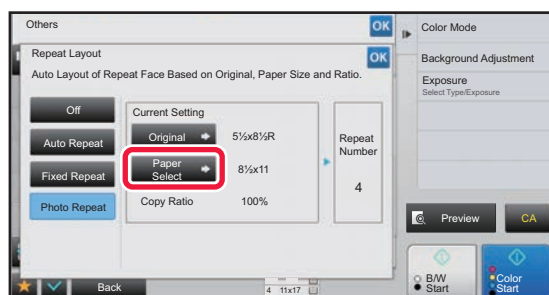 Others
OK
Repeat Layout
OK
Auto Layout of Repeat Face Based on Original, Paper Size and Ratio.
Off
Auto Repeat
Fixed Repeat
Photo Repeat
Current Setting
Original
5½x8½R
Paper
Select
8½x11
Copy Ratio
100%
Repeat
Number
4
Back
4 11x17
Color Mode
Background Adjustment
Exposure
Select Type/Exposure
Preview
CA
B/W
Start
Color
Start